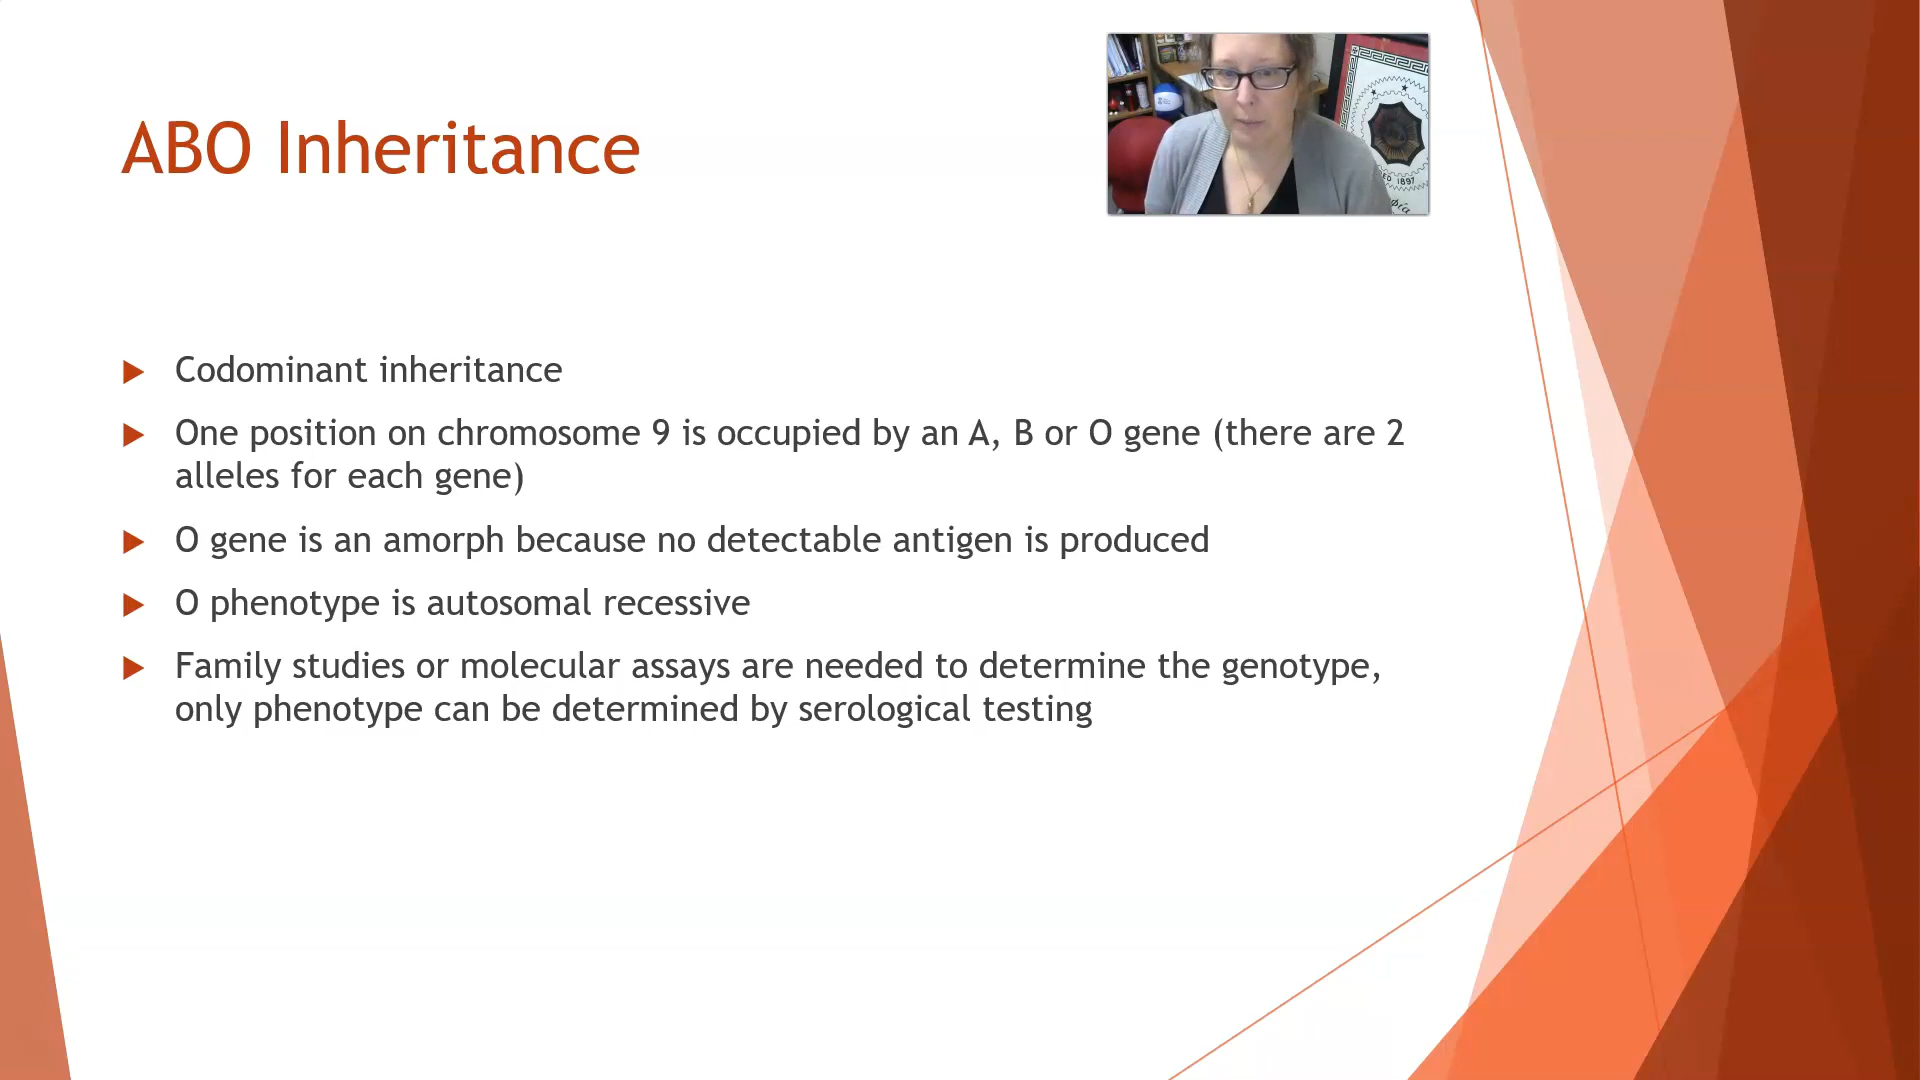 ABO Inheritance
Codominant inheritance
One position on chromosome 9 is occupied by an A, B or O gene (there are 2
alleles for each gene)
O gene is an amorph because no detectable antigen is produced
O phenotype is autosomal recessive
Family studies or molecular assays are needed to determine the genotype,
only phenotype can be determined by serological testing
ED 1897